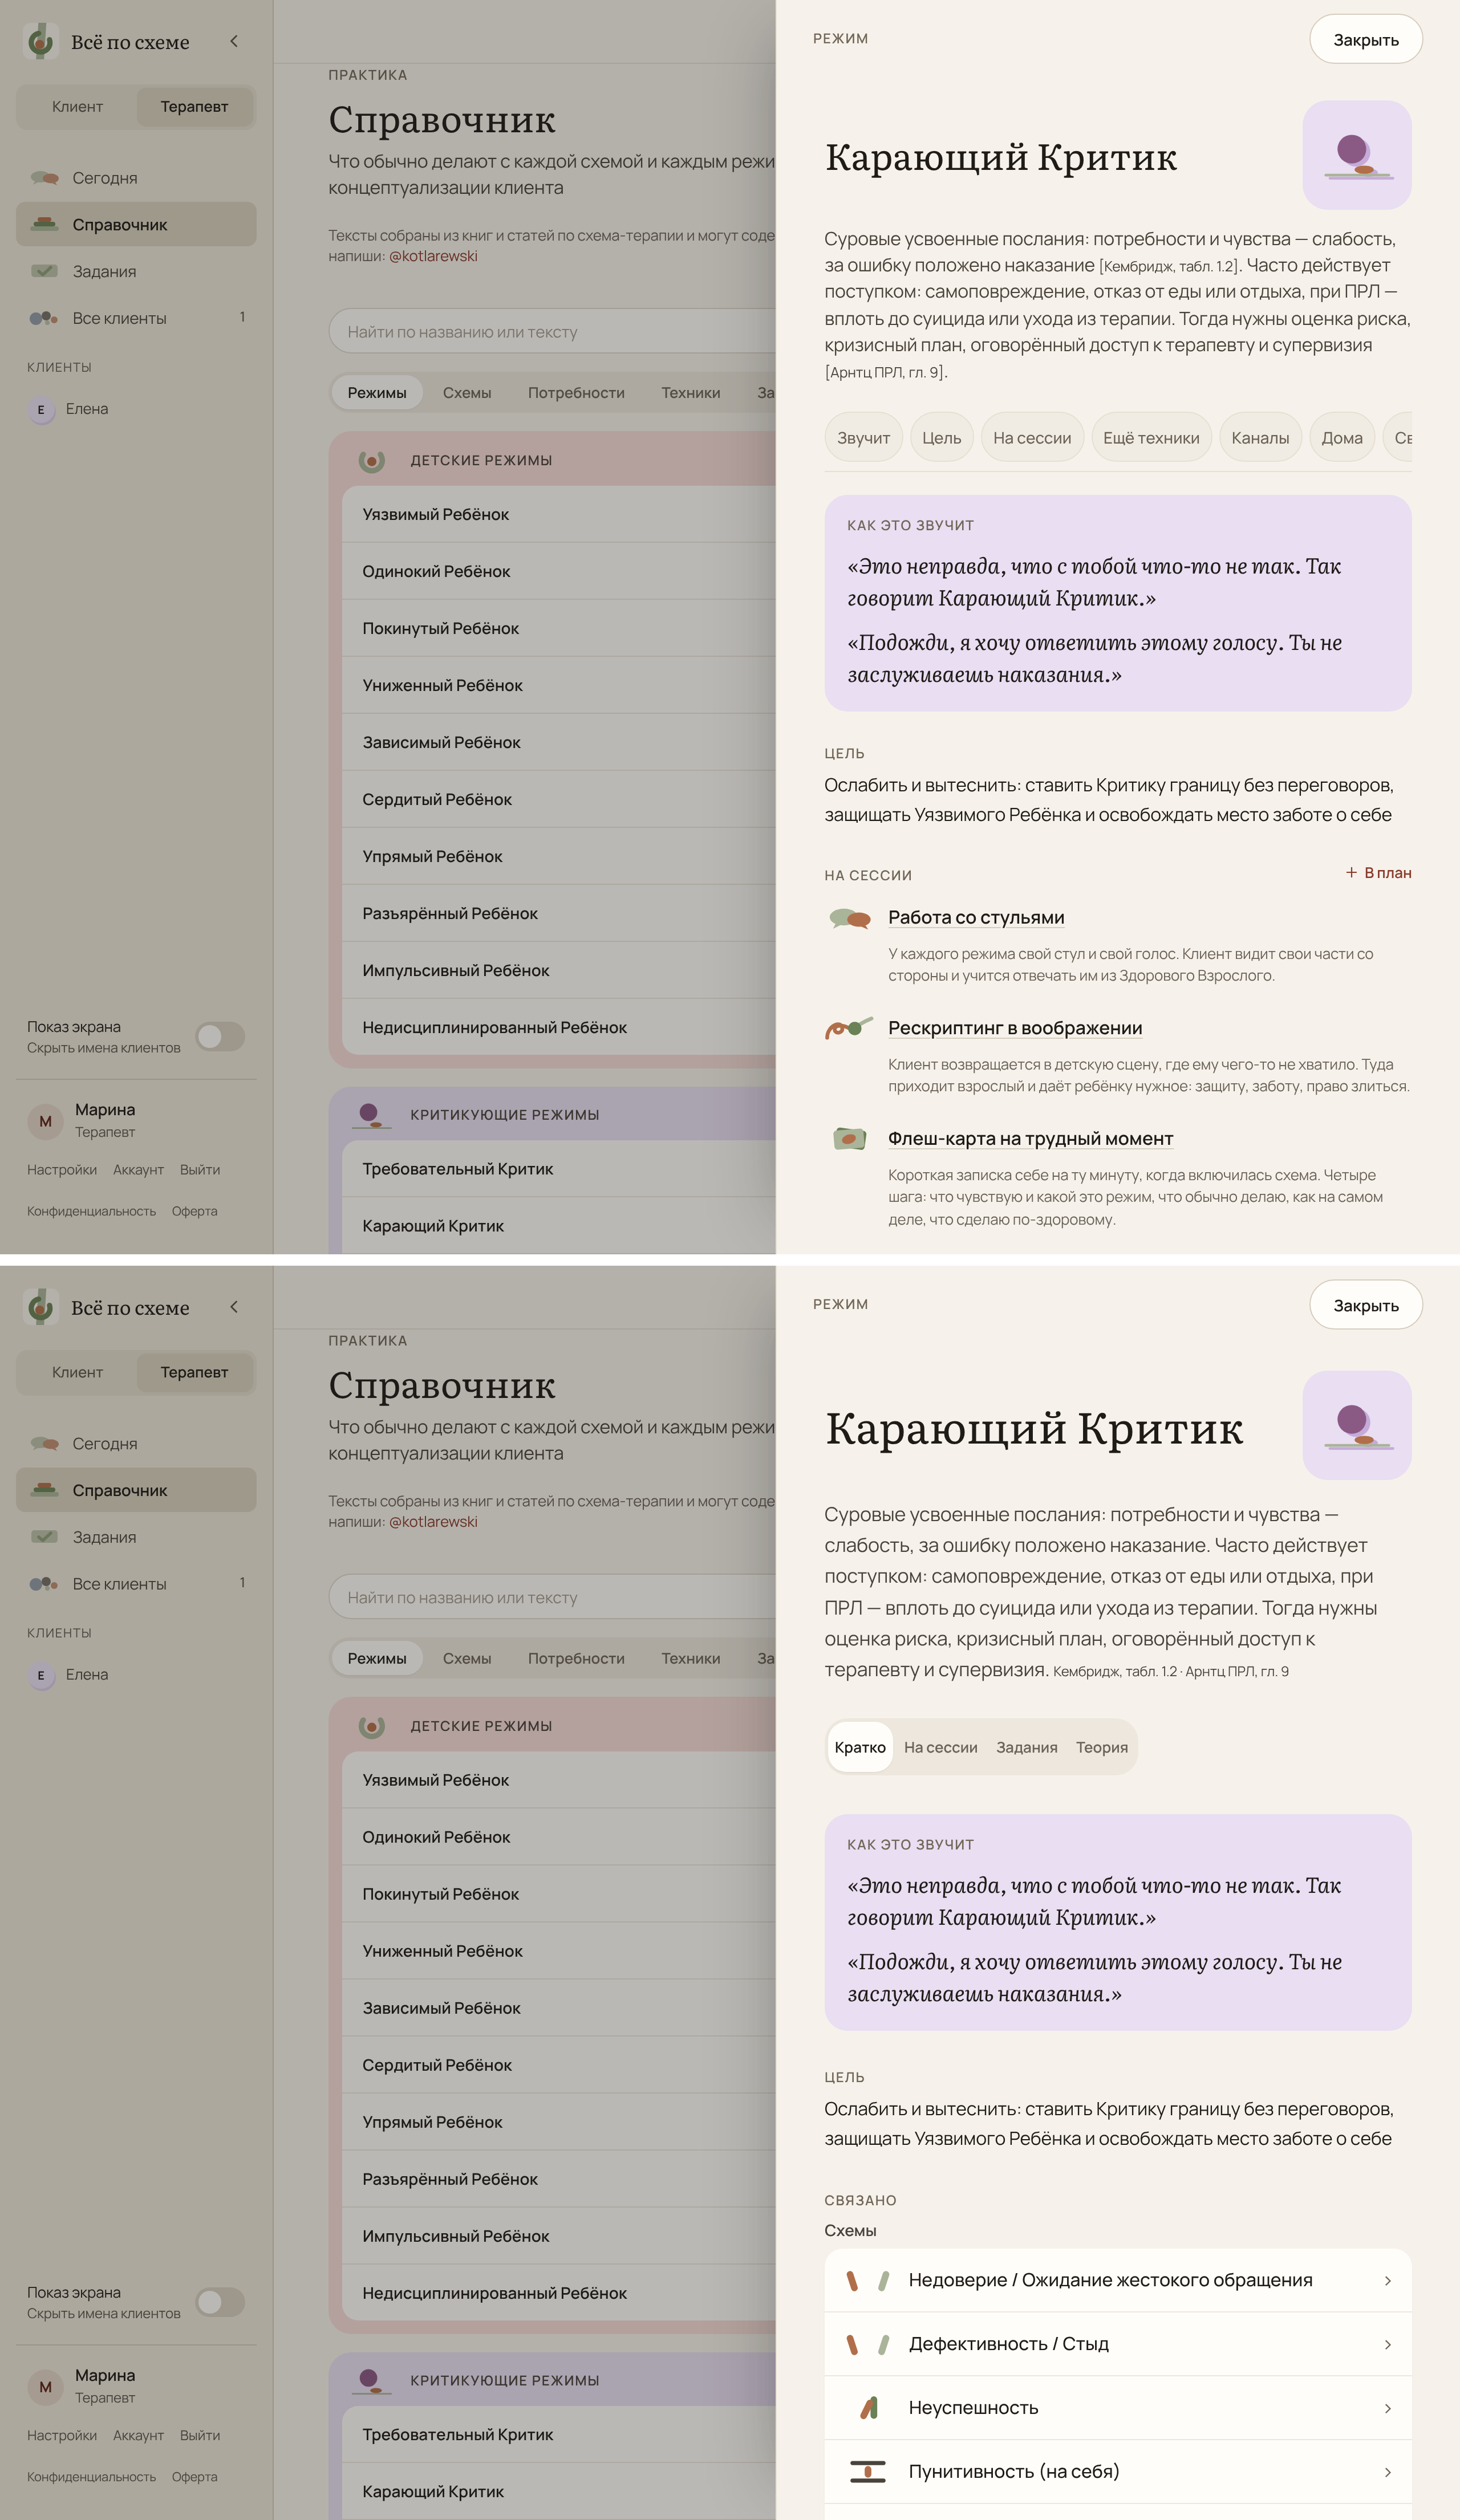 Всё по схеме
Клиент
Терапевт
Сегодня
Справочник
Задания
Все клиенты
1
КЛИЕНТЫ
Е
Елена
Показ экрана
Скрыть имена клиентов
М
Марина
Терапевт
Настройки
Аккаунт
Выйти
Конфиденциальность
Оферта
ПРАКТИКА
Справочник
Что обычно делают с каждой схемой и каждым режи
концептуализации клиента
Тексты собраны из книг и статей по схема-терапии и могут соде
напиши: @kotlarewski
Найти по названию или тексту
Режимы
Схемы
Потребности
Техники
За
ДЕТСКИЕ РЕЖИМЫ
Уязвимый Ребёнок
Одинокий Ребёнок
Покинутый Ребёнок
Униженный Ребёнок
Зависимый Ребёнок
Сердитый Ребёнок
Упрямый Ребёнок
Разъярённый Ребёнок
Импульсивный Ребёнок
Недисциплинированный Ребёнок
КРИТИКУЮЩИЕ РЕЖИМЫ
Требовательный Критик
Карающий Критик
РЕЖИМ
Закрыть
Карающий Критик
Суровые усвоенные послания: потребности и чувства — слабость,
за ошибку положено наказание [Кембридж, табл. 1.2]. Часто действует
поступком: самоповреждение, отказ от еды или отдыха, при ПРЛ —
вплоть до суицида или ухода из терапии. Тогда нужны оценка риска,
кризисный план, оговорённый доступ к терапевту и супервизия
[Арнтц ПРЛ, гл. 9].
Звучит
Цель
На сессии
Ещё техники
Каналы
Дома
Св
КАК ЭТО ЗВУЧИТ
«Это неправда, что с тобой что-то не так. Так
говорит Карающий Критик.»
«Подожди, я хочу ответить этому голосу. Ты не
заслуживаешь наказания.»
ЦЕЛЬ
Ослабить и вытеснить: ставить Критику границу без переговоров,
защищать Уязвимого Ребёнка и освобождать место заботе о себе
НА СЕССИИ
+ В план
Работа со стульями
У каждого режима свой стул и свой голос. Клиент видит свои части со
стороны и учится отвечать им из Здорового Взрослого.
Рескриптинг в воображении
Клиент возвращается в детскую сцену, где ему чего-то не хватило. Туда
приходит взрослый и даёт ребёнку нужное: защиту, заботу, право злиться.
Флеш-карта на трудный момент
Короткая записка себе на ту минуту, когда включилась схема. Четыре
шага: что чувствую и какой это режим, что обычно делаю, как на самом
деле, что сделаю по-здоровому.
Всё по схеме
Клиент
Терапевт
Сегодня
Справочник
Задания
Все клиенты
1
КЛИЕНТЫ
Е
Елена
Показ экрана
Скрыть имена клиентов
М
Марина
Терапевт
Настройки
Аккаунт
Выйти
Конфиденциальность
Оферта
ПРАКТИКА
Справочник
Что обычно делают с каждой схемой и каждым режи
концептуализации клиента
Тексты собраны из книг и статей по схема-терапии и могут соде
напиши: @kotlarewski
Найти по названию или тексту
Режимы
Схемы
Потребности
Техники
За
ДЕТСКИЕ РЕЖИМЫ
Уязвимый Ребёнок
Одинокий Ребёнок
Покинутый Ребёнок
Униженный Ребёнок
Зависимый Ребёнок
Сердитый Ребёнок
Упрямый Ребёнок
Разъярённый Ребёнок
Импульсивный Ребёнок
Недисциплинированный Ребёнок
КРИТИКУЮЩИЕ РЕЖИМЫ
Требовательный Критик
Карающий Критик
РЕЖИМ
Закрыть
Карающий Критик
Суровые усвоенные послания: потребности и чувства —
слабость, за ошибку положено наказание. Часто действует
поступком: самоповреждение, отказ от еды или отдыха, при
ПРЛ — вплоть до суицида или ухода из терапии. Тогда нужны
оценка риска, кризисный план, оговорённый доступ к
терапевту и супервизия. Кембридж, табл. 1.2 · Арнтц ПРЛ, гл. 9
Кратко
На сессии
Задания
Теория
КАК ЭТО ЗВУЧИТ
«Это неправда, что с тобой что-то не так. Так
говорит Карающий Критик.»
«Подожди, я хочу ответить этому голосу. Ты не
заслуживаешь наказания.»
ЦЕЛЬ
Ослабить и вытеснить: ставить Критику границу без переговоров,
защищать Уязвимого Ребёнка и освобождать место заботе о себе
СВЯЗАНО
Схемы
Недоверие / Ожидание жестокого обращения
Дефективность / Стыд
Неуспешность
Пунитивность (на себя)